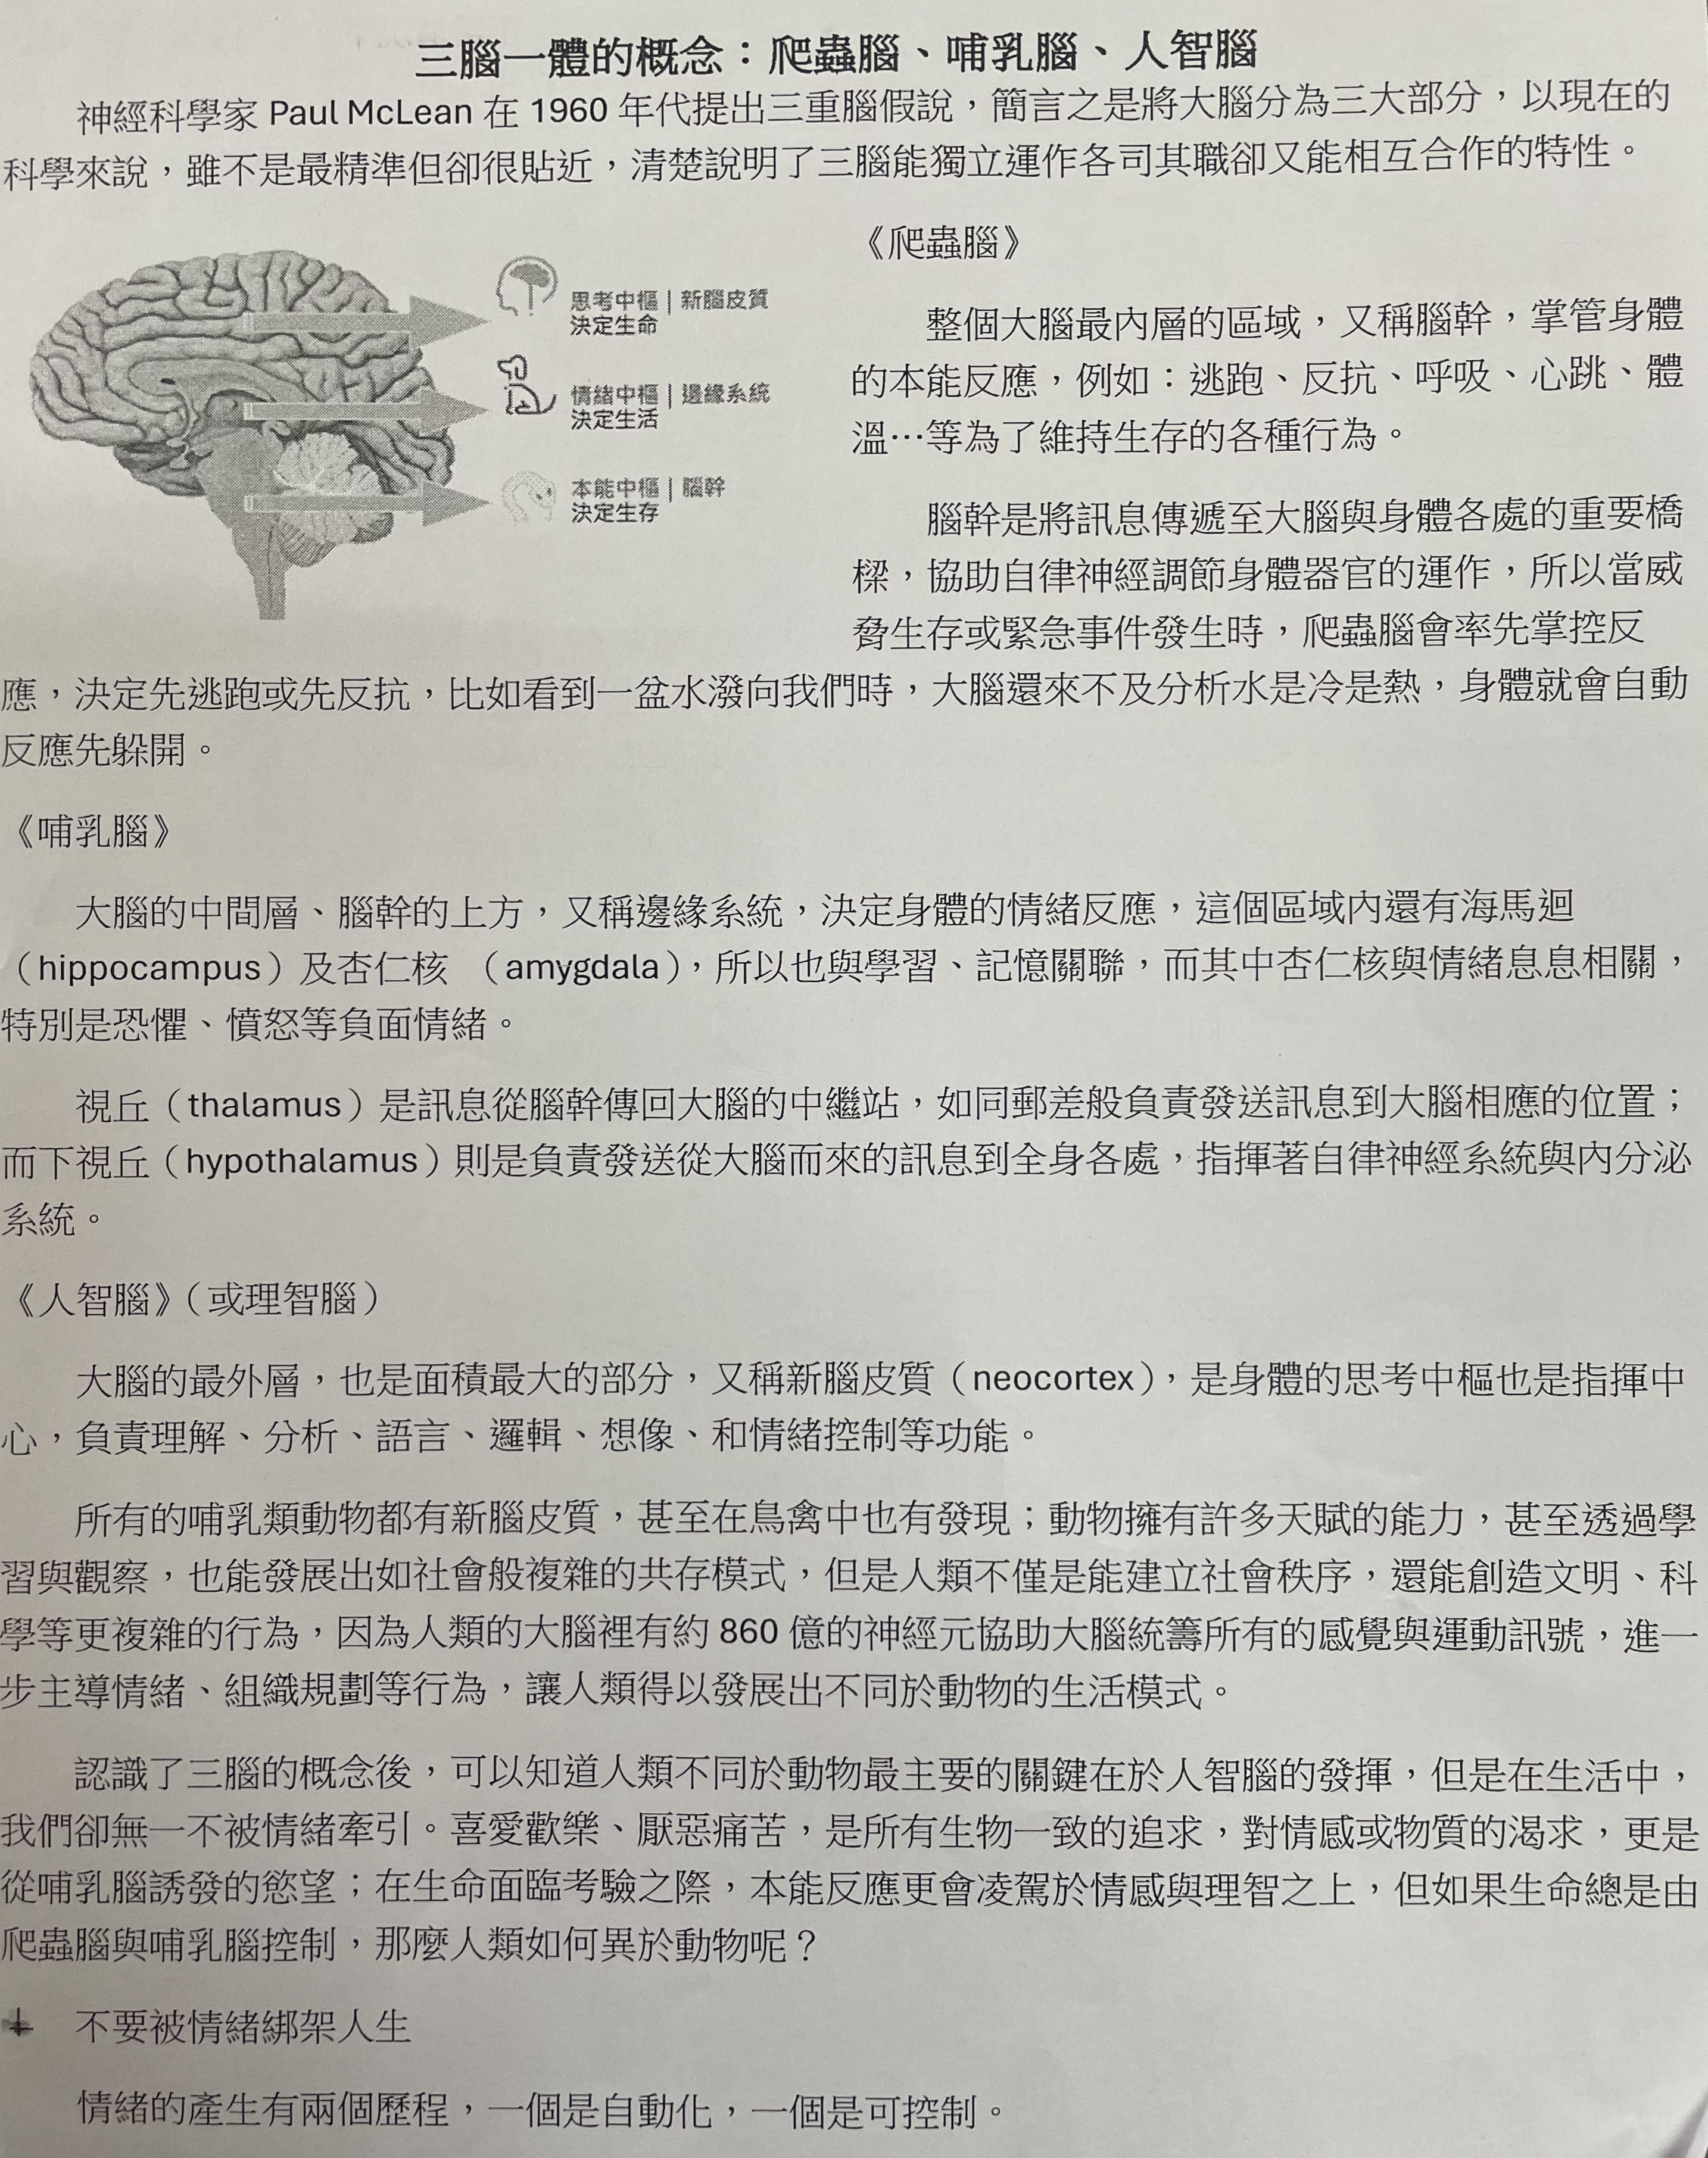 三腦一體的概念：爬蟲腦、哺乳腦、人智腦
神經科學家 Paul McLean 在 1960 年代提出三重腦假說，簡言之是將大腦分為三大部分，以現在的
科學來說，雖不是最精準但卻很貼近，清楚說明了三腦能獨立運作各司其職卻又能相互合作的特性。
思考中樞｜新腦皮質
決定生命
情緒中樞｜邊緣系統
決定生活
本能中樞｜腦幹
決定生存
《爬蟲腦》
整個大腦最內層的區域，又稱腦幹，掌管身體
的本能反應，例如：逃跑、反抗、呼吸、心跳、體
溫…等為了維持生存的各種行為。
腦幹是將訊息傳遞至大腦與身體各處的重要橋
樑，協助自律神經調節身體器官的運作，所以當威
脅生存或緊急事件發生時，爬蟲腦會率先掌控反
應，決定先逃跑或先反抗，比如看到一盆水潑向我們時，大腦還來不及分析水是冷是熱，身體就會自動
反應先躲開。
《哺乳腦》
大腦的中間層、腦幹的上方，又稱邊緣系統，決定身體的情緒反應，這個區域內還有海馬迴
（hippocampus）及杏仁核 （amygdala），所以也與學習、記憶關聯，而其中杏仁核與情緒息息相關，
特別是恐懼、憤怒等負面情緒。
視丘（thalamus）是訊息從腦幹傳回大腦的中繼站，如同郵差般負責發送訊息到大腦相應的位置；
而下視丘（hypothalamus）則是負責發送從大腦而來的訊息到全身各處，指揮著自律神經系統與內分泌
系統。
《人智腦》（或理智腦）
大腦的最外層，也是面積最大的部分，又稱新腦皮質（neocortex），是身體的思考中樞也是指揮中
心，負責理解、分析、語言、邏輯、想像、和情緒控制等功能。
所有的哺乳類動物都有新腦皮質，甚至在鳥禽中也有發現；動物擁有許多天賦的能力，甚至透過學
習與觀察，也能發展出如社會般複雜的共存模式，但是人類不僅是能建立社會秩序，還能創造文明、科
學等更複雜的行為，因為人類的大腦裡有約 860 億的神經元協助大腦統籌所有的感覺與運動訊號，進一
步主導情緒、組織規劃等行為，讓人類得以發展出不同於動物的生活模式。
認識了三腦的概念後，可以知道人類不同於動物最主要的關鍵在於人智腦的發揮，但是在生活中，
我們卻無一不被情緒牽引。喜愛歡樂、厭惡痛苦，是所有生物一致的追求，對情感或物質的渴求，更是
從哺乳腦誘發的慾望；在生命面臨考驗之際，本能反應更會凌駕於情感與理智之上，但如果生命總是由
爬蟲腦與哺乳腦控制，那麼人類如何異於動物呢？
不要被情緒綁架人生
情緒的產生有兩個歷程，一個是自動化，一個是可控制。